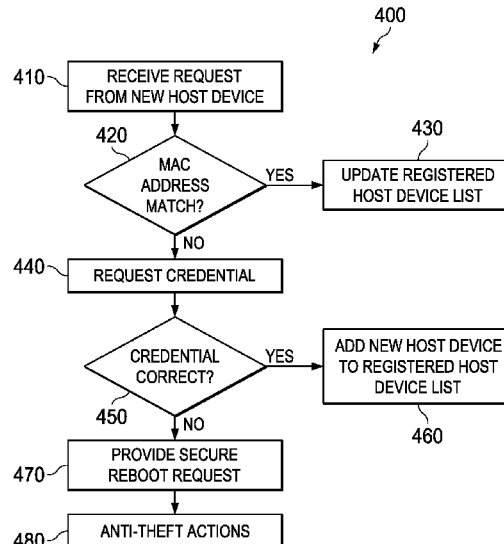 400
410
RECEIVE REQUEST
FROM NEW HOST DEVICE
420
MAC
ADDRESS
MATCH?
YES
430
UPDATE REGISTERED
HOST DEVICE LIST
NO
440
REQUEST CREDENTIAL
CREDENTIAL
CORRECT?
YES
450
ADD NEW HOST DEVICE
TO REGISTERED HOST
DEVICE LIST
460
NO
470
PROVIDE SECURE
REBOOT REQUEST
480
ANTI-THEFT ACTIONS